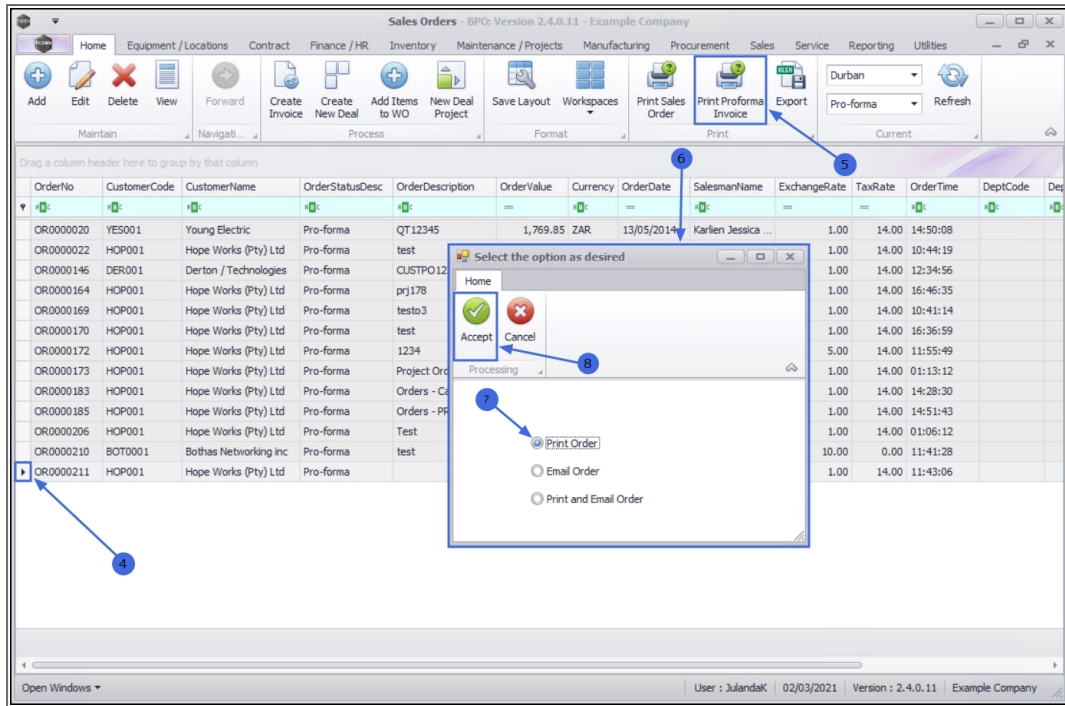 Sales Orders - BPO: Version 2.4.0.11 - Example Company
Home Equipment / Locations Contract Finance / HR Inventory Maintenance / Projects Manufacturing Procurement Sales Service Reporting Utilities
Add Edit Delete View Forward Create Invoice Create New Deal Add Items to WO New Deal Project Save Layout Workspaces Print Sales Order Print Proforma Invoice Export Durban Pro-forma Refresh
Maintain Navigati... Process Format Print Current
5
6
Drag a column header here to group by that column
OrderNo CustomerCode CustomerName OrderStatusDesc OrderDescription OrderValue Currency OrderDate SalesmanName ExchangeRate TaxRate OrderTime DeptCode Dep
OR0000020 YES001 Young Electric Pro-forma QT12345 1,769.85 ZAR 13/05/2014 Karlien Jessica ... 1.00 14.00 14:50:08
OR0000022 HOP001 Hope Works (Pty) Ltd Pro-forma test 1.00 14.00 10:44:19
OR0000146 DER001 Derton / Technologies Pro-forma CUSTPO12 1.00 14.00 12:34:56
OR0000164 HOP001 Hope Works (Pty) Ltd Pro-forma prj178 1.00 14.00 16:46:35
OR0000169 HOP001 Hope Works (Pty) Ltd Pro-forma testo3 1.00 14.00 10:41:14
OR0000170 HOP001 Hope Works (Pty) Ltd Pro-forma test 1.00 14.00 16:36:59
OR0000172 HOP001 Hope Works (Pty) Ltd Pro-forma 1234 5.00 14.00 11:55:49
OR0000173 HOP001 Hope Works (Pty) Ltd Pro-forma Project Ord 1.00 14.00 01:13:12
OR0000183 HOP001 Hope Works (Pty) Ltd Pro-forma Orders - Ca 1.00 14.00 14:28:30
OR0000185 HOP001 Hope Works (Pty) Ltd Pro-forma Orders - PR 1.00 14.00 14:51:43
OR0000206 HOP001 Hope Works (Pty) Ltd Pro-forma Test 1.00 14.00 01:06:12
OR0000210 BOT0001 Bothas Networking inc Pro-forma test 10.00 0.00 11:41:28
OR0000211 HOP001 Hope Works (Pty) Ltd Pro-forma 1.00 14.00 11:43:06
Select the option as desired
Home
Accept Cancel
8
Processing
7
Print Order
Email Order
Print and Email Order
4
Open Windows User : JulandaK 02/03/2021 Version : 2.4.0.11 Example Company